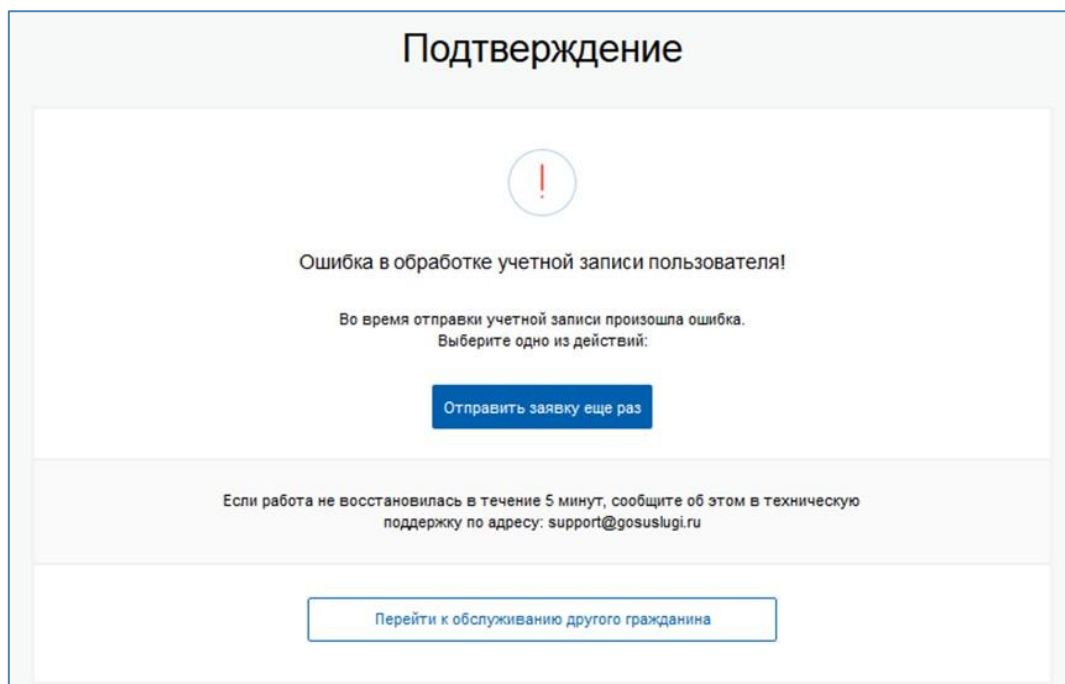 Подтверждение
!
Ошибка в обработке учетной записи пользователя!
Во время отправки учетной записи произошла ошибка.
Выберите одно из действий:
Отправить заявку еще раз
Если работа не восстановилась в течение 5 минут, сообщите об этом в техническую
поддержку по адресу: support@gosuslugi.ru
Перейти к обслуживанию другого гражданина